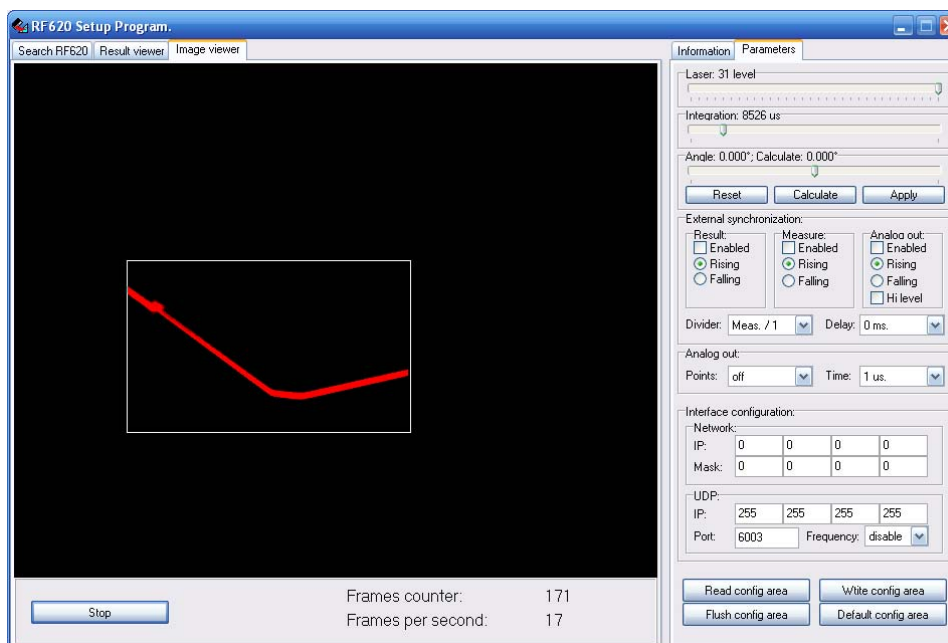 RF620 Setup Program.
Search RF620 Result viewer Image viewer
Information Parameters
Laser: 31 level
Integration: 8526 us
Angle: 0.000°; Calculate: 0.000°
Reset Calculate Apply
External synchronization:
Result: Measure: Analog out:
Enabled Enabled Enabled
Rising Rising Rising
Falling Falling Falling
Hi level
Divider: Meas. / 1 Delay: 0 ms.
Analog out:
Points: off Time: 1 us.
Interface configuration:
Network:
IP: 0 0 0 0
Mask: 0 0 0 0
UDP:
IP: 255 255 255 255
Port: 6003 Frequency: disable
Read config area Wtite config area
Flush config area Default config area
Stop
Frames counter: 171
Frames per second: 17